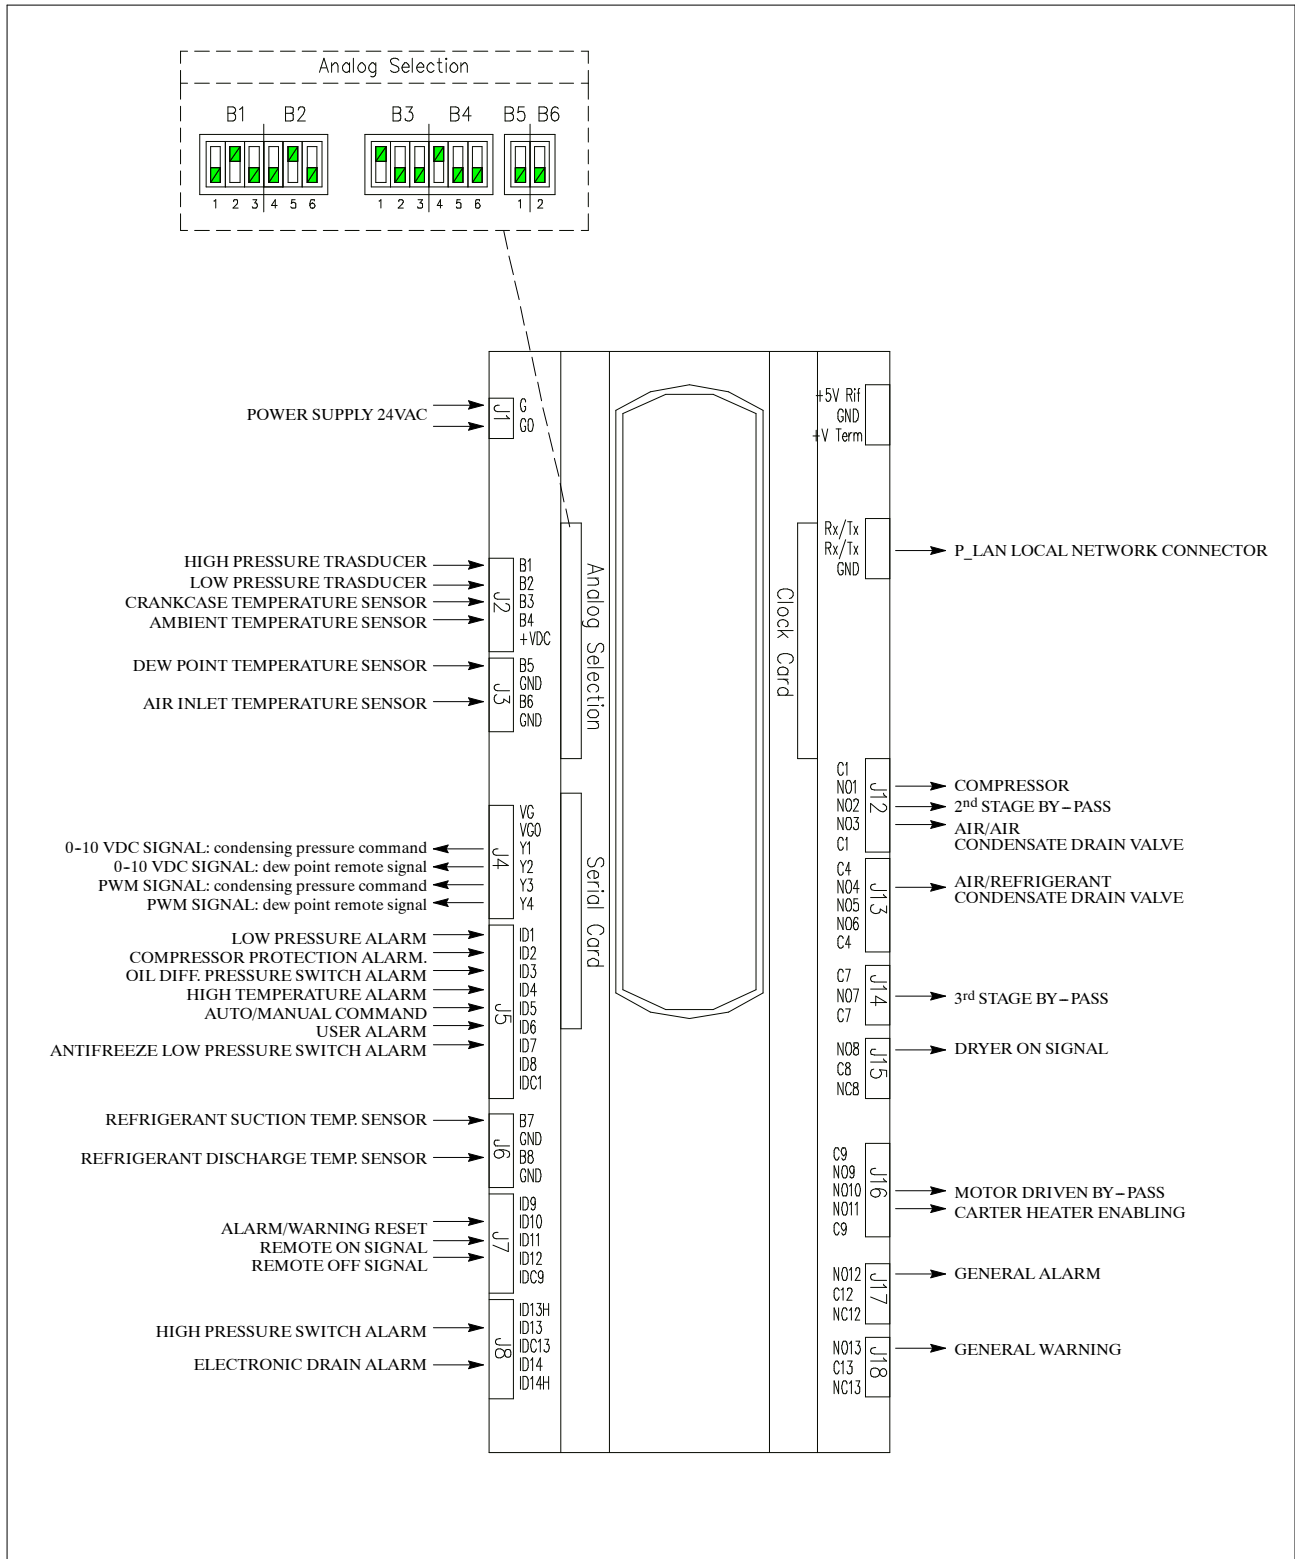 Analog Selection
B1 B2 B3 B4 B5 B6
1 2 3 4 5 6 1 2 3 4 5 6 1 2
POWER SUPPLY 24VAC
J1
G
G0
HIGH PRESSURE TRASDUCER
LOW PRESSURE TRASDUCER
CRANKCASE TEMPERATURE SENSOR
AMBIENT TEMPERATURE SENSOR
J2
B1
B2
B3
B4
+VDC
DEW POINT TEMPERATURE SENSOR
AIR INLET TEMPERATURE SENSOR
J3
B5
GND
B6
GND
Analog Selection
0-10 VDC SIGNAL: condensing pressure command
0-10 VDC SIGNAL: dew point remote signal
PWM SIGNAL: condensing pressure command
PWM SIGNAL: dew point remote signal
J4
VG
VG0
Y1
Y2
Y3
Y4
Serial Card
LOW PRESSURE ALARM
COMPRESSOR PROTECTION ALARM.
OIL DIFF. PRESSURE SWITCH ALARM
HIGH TEMPERATURE ALARM
AUTO/MANUAL COMMAND
USER ALARM
ANTIFREEZE LOW PRESSURE SWITCH ALARM
J5
ID1
ID2
ID3
ID4
ID5
ID6
ID7
ID8
IDC1
REFRIGERANT SUCTION TEMP. SENSOR
REFRIGERANT DISCHARGE TEMP. SENSOR
J6
B7
GND
B8
GND
ALARM/WARNING RESET
REMOTE ON SIGNAL
REMOTE OFF SIGNAL
J7
ID9
ID10
ID11
ID12
IDC9
HIGH PRESSURE SWITCH ALARM
ELECTRONIC DRAIN ALARM
J8
ID13H
ID13
IDC13
ID14
ID14H
+5V Rif
GND
+V Term
Rx/Tx
Rx/Tx
GND
P_LAN LOCAL NETWORK CONNECTOR
Clock Card
C1
NO1
NO2
NO3
C1
J12
COMPRESSOR
2nd STAGE BY-PASS
AIR/AIR
CONDENSATE DRAIN VALVE
C4
NO4
NO5
NO6
C4
J13
AIR/REFRIGERANT
CONDENSATE DRAIN VALVE
C7
NO7
C7
J14
3rd STAGE BY-PASS
NO8
C8
NC8
J15
DRYER ON SIGNAL
C9
NO9
NO10
NO11
C9
J16
MOTOR DRIVEN BY-PASS
CARTER HEATER ENABLING
NO12
C12
NC12
J17
GENERAL ALARM
NO13
C13
NC13
J18
GENERAL WARNING